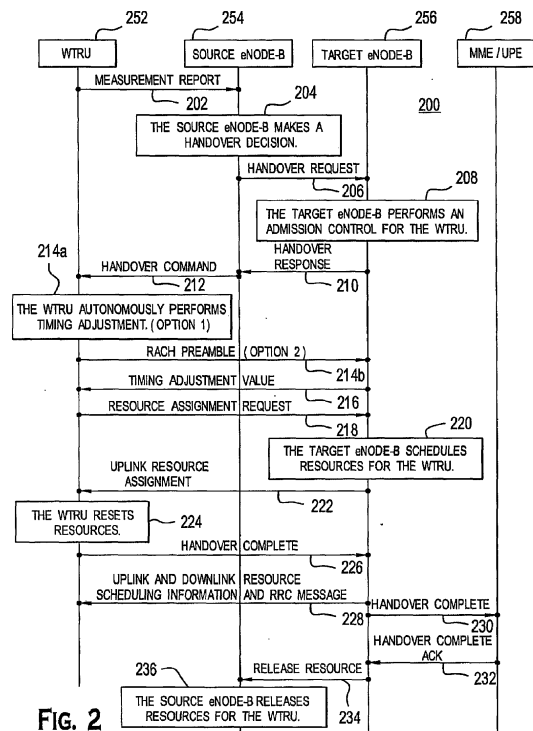 252
254
256
258
WTRU
SOURCE eNODE-B
TARGET eNODE-B
MME / UPE
MEASUREMENT REPORT
202
204
200
THE SOURCE eNODE-B MAKES A
HANDOVER DECISION.
HANDOVER REQUEST
206
208
THE TARGET eNODE-B PERFORMS AN
ADMISSION CONTROL FOR THE WTRU.
214a
HANDOVER
RESPONSE
HANDOVER COMMAND
212
210
THE WTRU AUTONOMOUSLY PERFORMS
TIMING ADJUSTMENT. (OPTION 1)
RACH PREAMBLE (OPTION 2)
214b
TIMING ADJUSTMENT VALUE
216
RESOURCE ASSIGNMENT REQUEST
218
220
THE TARGET eNODE-B SCHEDULES
RESOURCES FOR THE WTRU.
UPLINK RESOURCE
ASSIGNMENT
222
THE WTRU RESETS
RESOURCES.
224
HANDOVER COMPLETE
226
UPLINK AND DOWNLINK RESOURCE
SCHEDULING INFORMATION AND RRC MESSAGE
228
HANDOVER COMPLETE
230
HANDOVER COMPLETE
ACK
232
236
RELEASE RESOURCE
234
THE SOURCE eNODE-B RELEASES
RESOURCES FOR THE WTRU.
FIG. 2